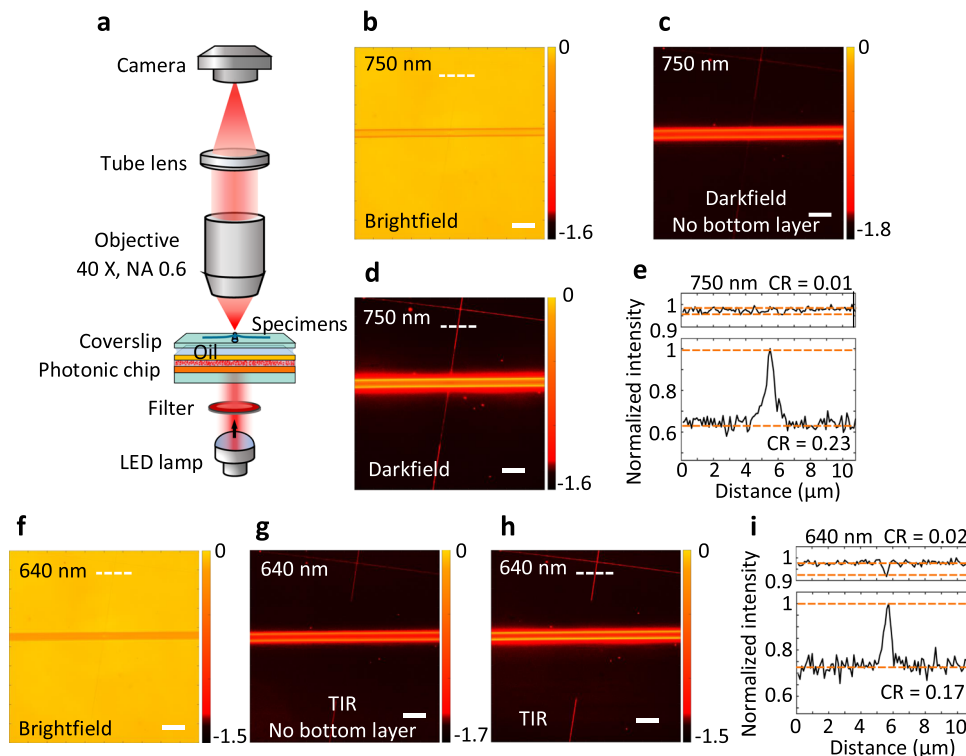 a
Camera
Tube lens
Objective
40 X, NA 0.6
Specimens
Coverslip
Oil
Photonic chip
Filter
LED lamp
b
750 nm
Brightfield
0
-1.6
c
750 nm
Darkfield
No bottom layer
0
-1.8
d
750 nm
Darkfield
0
-1.6
e
750 nm CR = 0.01
1
0.9
1
0.8
0.6
CR = 0.23
0 2 4 6 8 10
Distance (μm)
Normalized intensity
f
640 nm
Brightfield
0
-1.5
g
640 nm
TIR
No bottom layer
0
-1.7
h
640 nm
TIR
0
-1.5
i
640 nm CR = 0.02
1
0.9
1
0.8
0.6
CR = 0.17
0 2 4 6 8 10
Distance (μm)
Normalized intensity